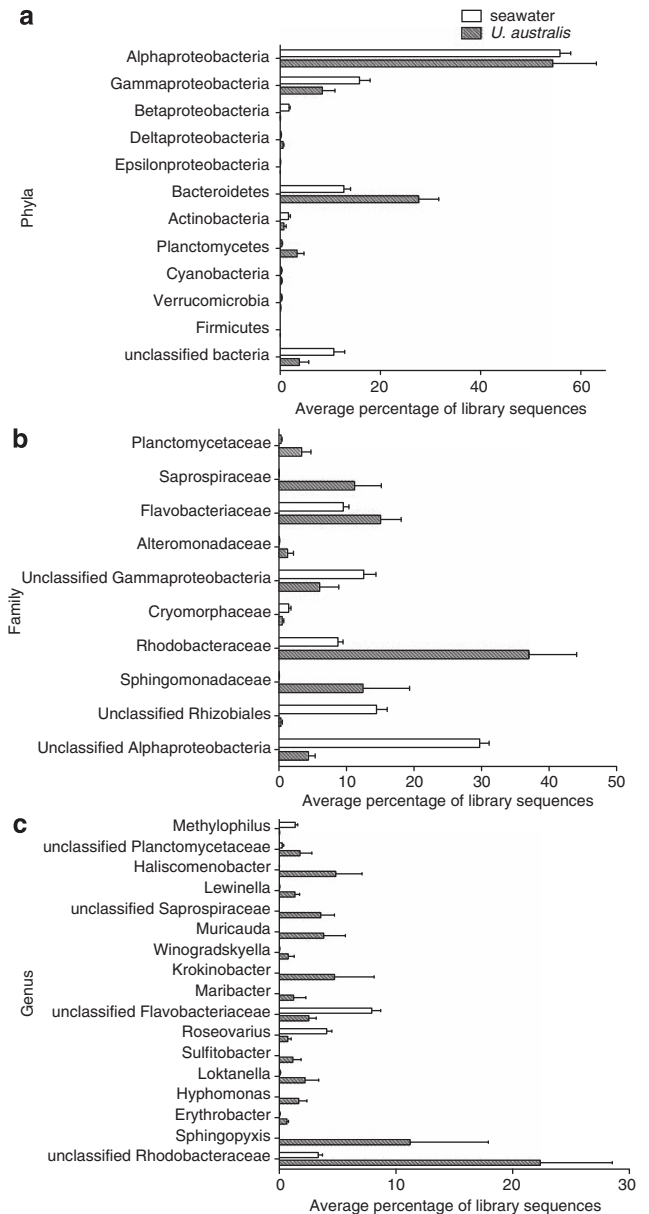 a
seawater
U. australis
Alphaproteobacteria
Gammaproteobacteria
Betaproteobacteria
Deltaproteobacteria
Epsilonproteobacteria
Bacteroidetes
Actinobacteria
Planctomycetes
Cyanobacteria
Verrucomicrobia
Firmicutes
unclassified bacteria
Phyla
0 20 40 60
Average percentage of library sequences
b
Planctomycetaceae
Saprospiraceae
Flavobacteriaceae
Alteromonadaceae
Unclassified Gammaproteobacteria
Cryomorphaceae
Rhodobacteraceae
Sphingomonadaceae
Unclassified Rhizobiales
Unclassified Alphaproteobacteria
Family
0 10 20 30 40 50
Average percentage of library sequences
c
Methylophilus
unclassified Planctomycetaceae
Haliscomenobacter
Lewinella
unclassified Saprospiraceae
Muricauda
Winogradskyella
Krokinobacter
Maribacter
unclassified Flavobacteriaceae
Roseovarius
Sulfitobacter
Loktanella
Hyphomonas
Erythrobacter
Sphingopyxis
unclassified Rhodobacteraceae
Genus
0 10 20 30
Average percentage of library sequences